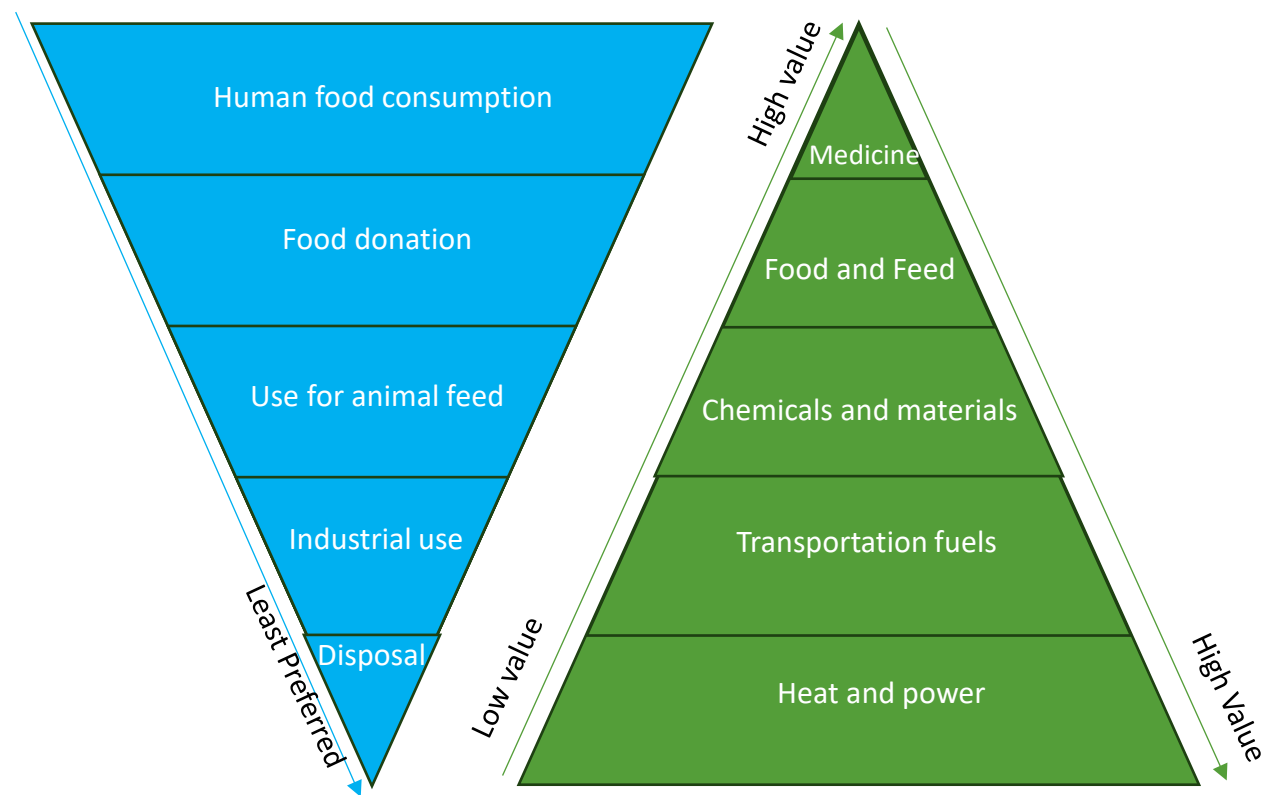 Human food consumption
Food donation
Use for animal feed
Industrial use
Disposal
Least Preferred
High value
Medicine
Food and Feed
Chemicals and materials
Transportation fuels
Heat and power
Low value
High Value